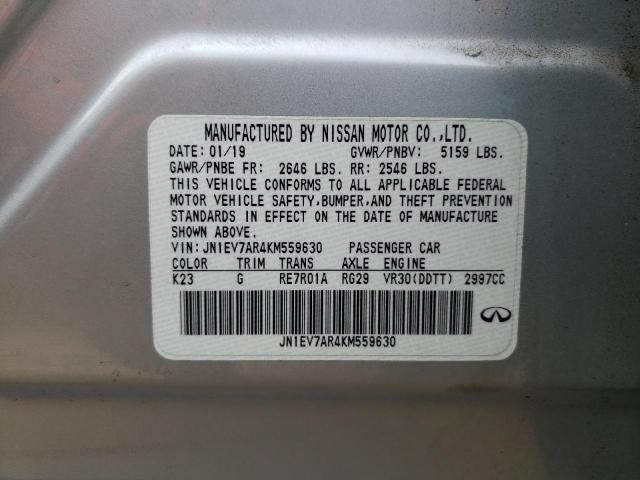 MANUFACTURED BY NISSAN MOTOR CO.,LTD.
DATE: 01/19 GVWR/PNBV: 5159 LBS.
GAWR/PNBE FR: 2646 LBS. RR: 2546 LBS.
THIS VEHICLE CONFORMS TO ALL APPLICABLE FEDERAL
MOTOR VEHICLE SAFETY,BUMPER,AND THEFT PREVENTION
STANDARDS IN EFFECT ON THE DATE OF MANUFACTURE
SHOWN ABOVE.
VIN: JN1EV7AR4KM559630 PASSENGER CAR
COLOR TRIM TRANS AXLE ENGINE
K23 G RE7R01A RG29 VR30(DDTT) 2997CC
JN1EV7AR4KM559630